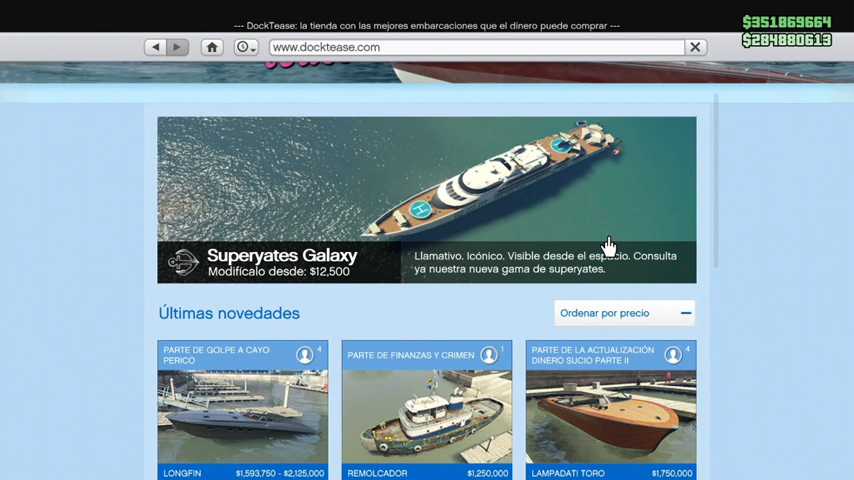 --- DockTease: la tienda con las mejores embarcaciones que el dinero puede comprar ---
$351869664
$284880613
www.docktease.com
Superyates Galaxy
Modifícalo desde: $12,500
Llamativo. Icónico. Visible desde el espacio. Consulta
ya nuestra nueva gama de superyates.
Últimas novedades
Ordenar por precio
PARTE DE GOLPE A CAYO
PERICO
4
PARTE DE FINANZAS Y CRIMEN
1
PARTE DE LA ACTUALIZACIÓN
DINERO SUCIO PARTE II
4
LONGFIN $1,593,750 - $2,125,000
REMOLCADOR $1,250,000
LAMPADATI TORO $1,750,000